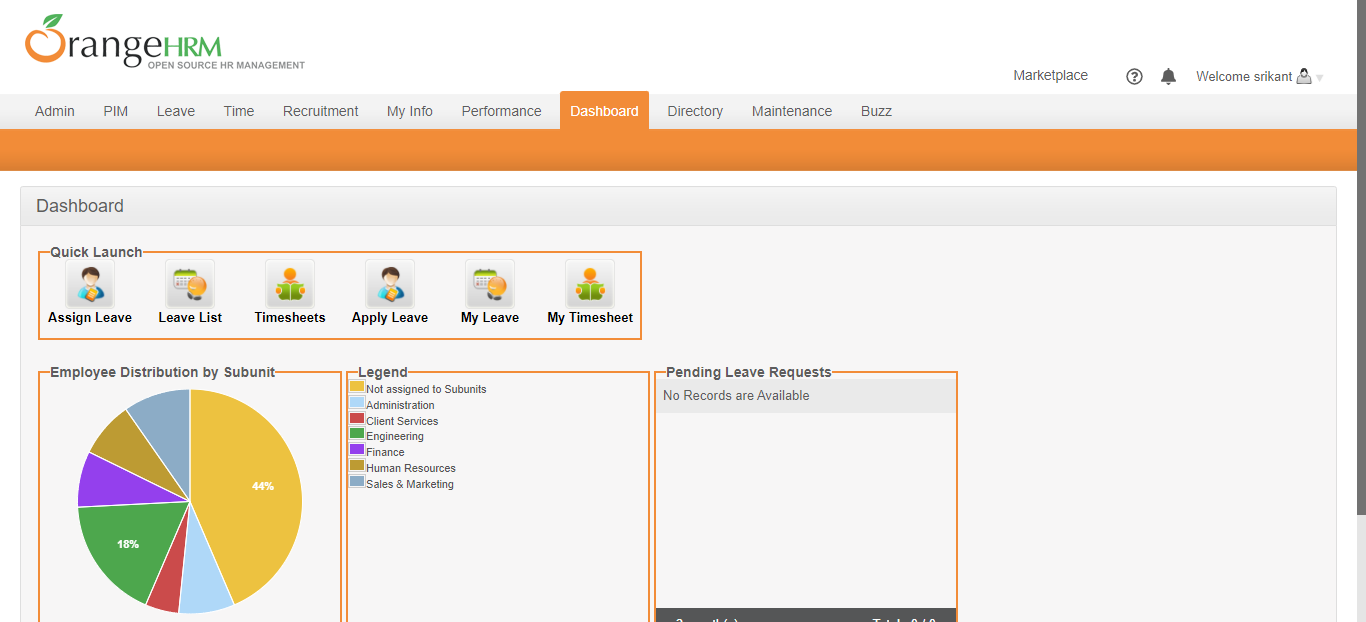 OrangeHRM
OPEN SOURCE HR MANAGEMENT
Marketplace
Welcome srikant
Admin PIM Leave Time Recruitment My Info Performance Dashboard Directory Maintenance Buzz
Dashboard
Quick Launch
Assign Leave Leave List Timesheets Apply Leave My Leave My Timesheet
Employee Distribution by Subunit
44%
18%
Legend
Not assigned to Subunits
Administration
Client Services
Engineering
Finance
Human Resources
Sales & Marketing
Pending Leave Requests
No Records are Available